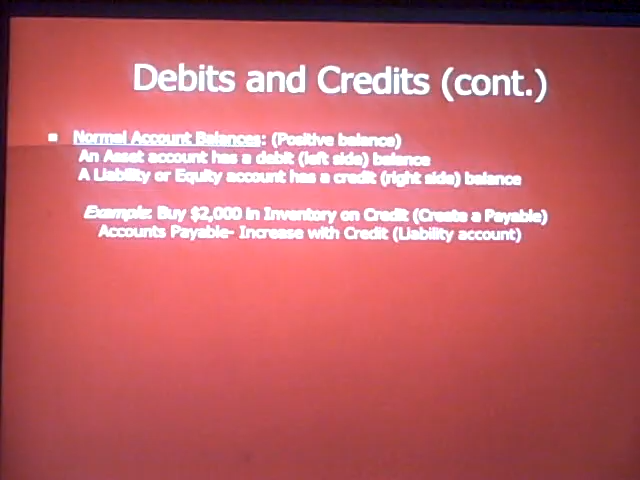 Debits and Credits (cont.)
Normal Account Balances: (Positive balance)
An Asset account has a debit (left side) balance
A Liability or Equity account has a credit (right side) balance
Example: Buy $2,000 in Inventory on Credit (Create a Payable)
Accounts Payable- Increase with Credit (Liability account)